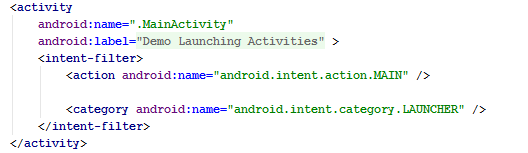 <activity
android:name=".MainActivity"
android:label="Demo Launching Activities" >
<intent-filter>
<action android:name="android.intent.action.MAIN" />
<category android:name="android.intent.category.LAUNCHER" />
</intent-filter>
</activity>